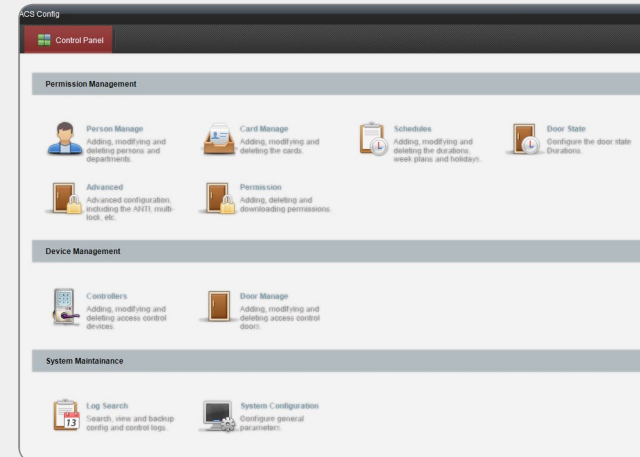 ACS Config
Control Panel
Permission Management
Person Manage
Adding, modifying and
deleting persons and
departments.
Card Manage
Adding, modifying and
deleting the cards.
Schedules
Adding, modifying and
deleting the durations,
week plans and holidays.
Door State
Configure the door state
Durations.
Advanced
Advanced configuration,
including the ANTI, multi-
lock, etc.
Permission
Adding, deleting and
downloading permissions.
Device Management
Controllers
Adding, modifying and
deleting access control
devices.
Door Manage
Adding, modifying and
deleting access control
doors.
System Maintainance
13
Log Search
Search, view and backup
config and control logs.
System Configuration
Configure general
parameters.